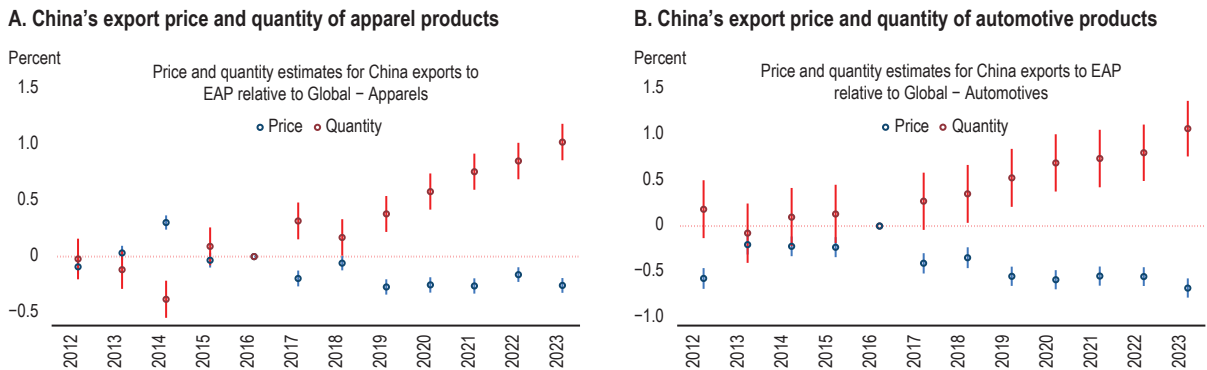 A. China’s export price and quantity of apparel products
Percent
Price and quantity estimates for China exports to
EAP relative to Global − Apparels
Price Quantity
1.5
1.0
0.5
0
−0.5
2012 2013 2014 2015 2016 2017 2018 2019 2020 2021 2022 2023
B. China’s export price and quantity of automotive products
Percent
Price and quantity estimates for China exports to EAP
relative to Global − Automotives
Price Quantity
1.5
1.0
0.5
0
−0.5
−1.0
2012 2013 2014 2015 2016 2017 2018 2019 2020 2021 2022 2023